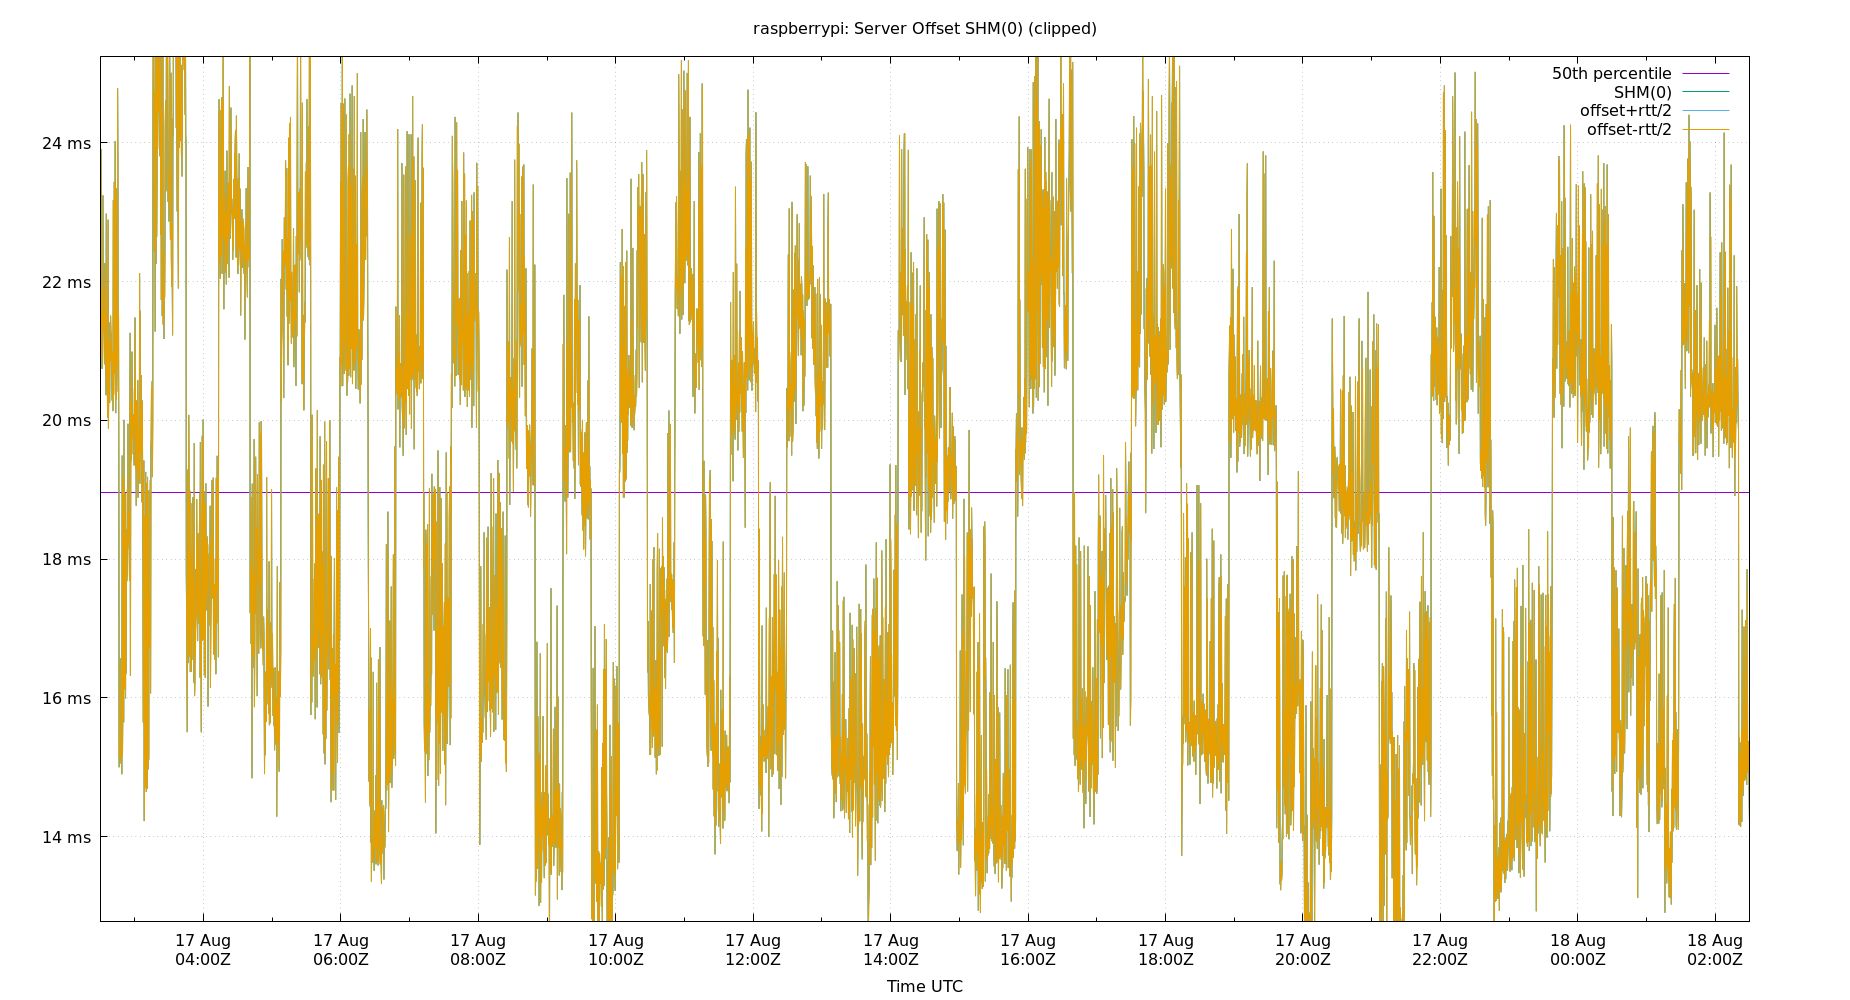 raspberrypi: Server Offset SHM(0) (clipped)
50th percentile
SHM(0)
offset+rtt/2
offset-rtt/2
24 ms
22 ms
20 ms
18 ms
16 ms
14 ms
17 Aug 17 Aug 17 Aug 17 Aug 17 Aug 17 Aug 17 Aug 17 Aug 17 Aug 17 Aug 18 Aug 18 Aug
04:00Z 06:00Z 08:00Z 10:00Z 12:00Z 14:00Z 16:00Z 18:00Z 20:00Z 22:00Z 00:00Z 02:00Z
Time UTC